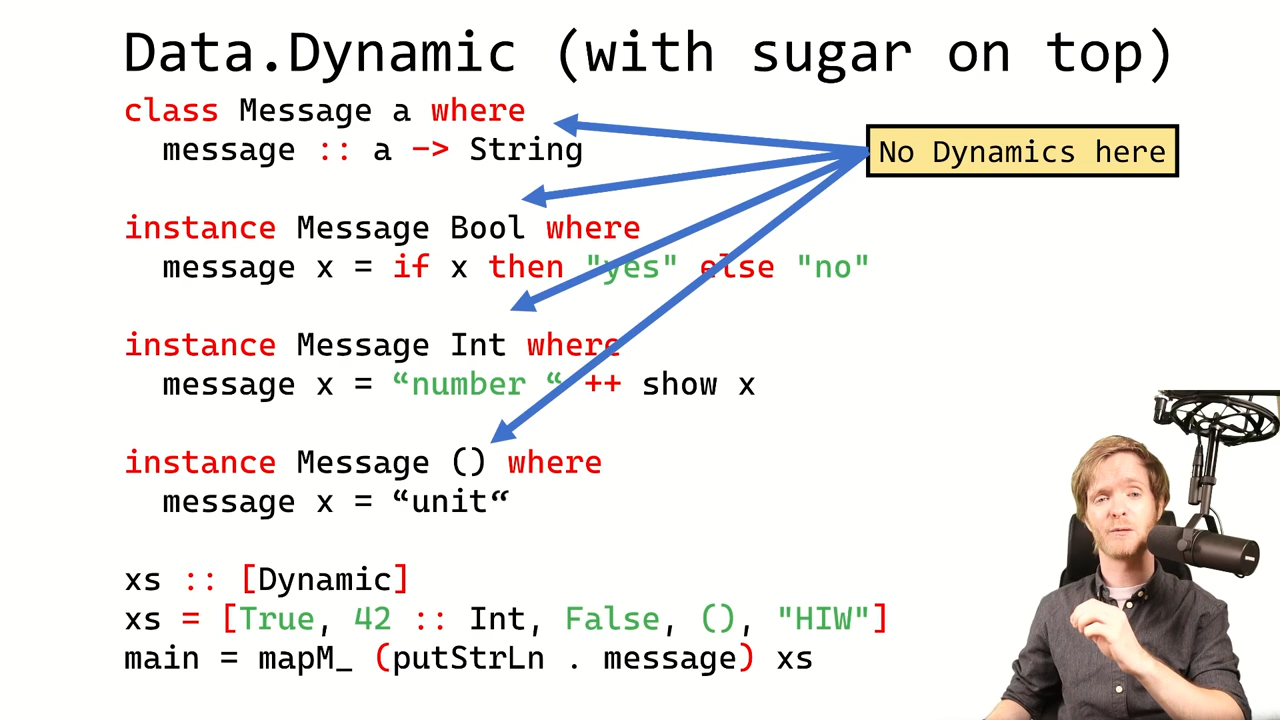 Data.Dynamic (with sugar on top)
class Message a where
message :: a -> String
No Dynamics here
instance Message Bool where
message x = if x then "yes" else "no"
instance Message Int where
message x = “number “ ++ show x
instance Message () where
message x = “unit“
xs :: [Dynamic]
xs = [True, 42 :: Int, False, (), "HIW"]
main = mapM_ (putStrLn . message) xs